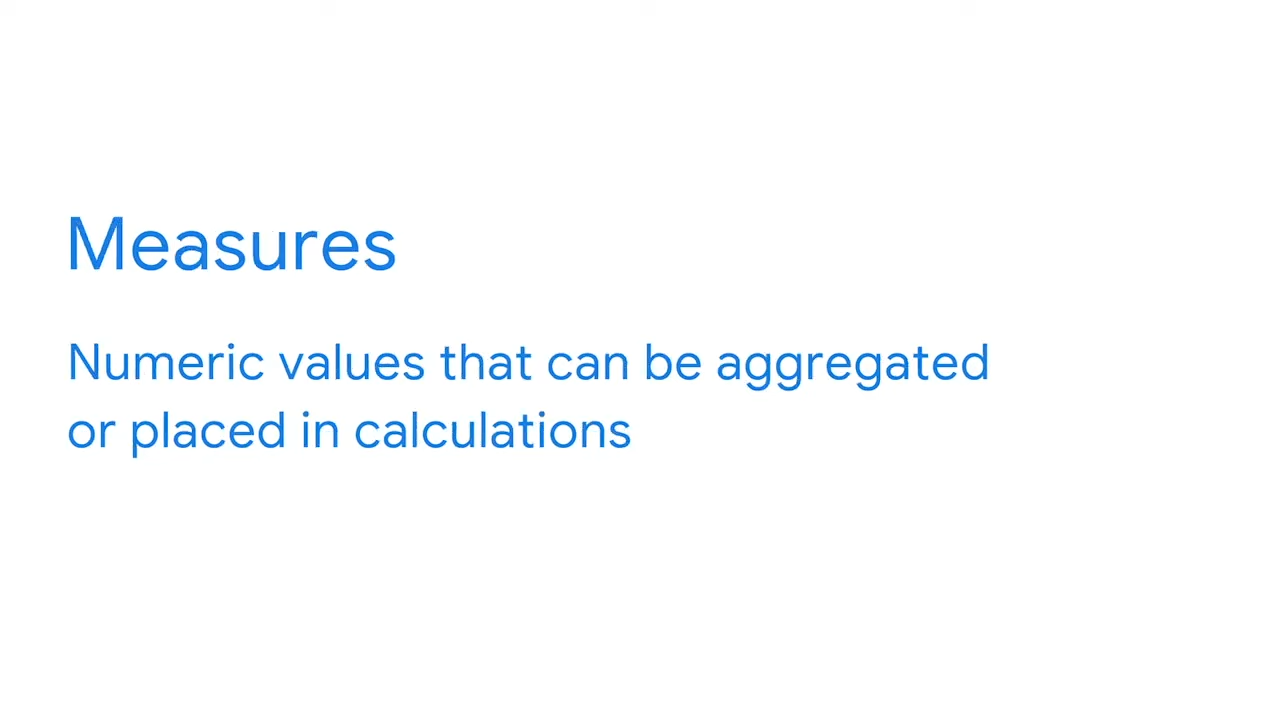 Measures
Numeric values that can be aggregated
or placed in calculations